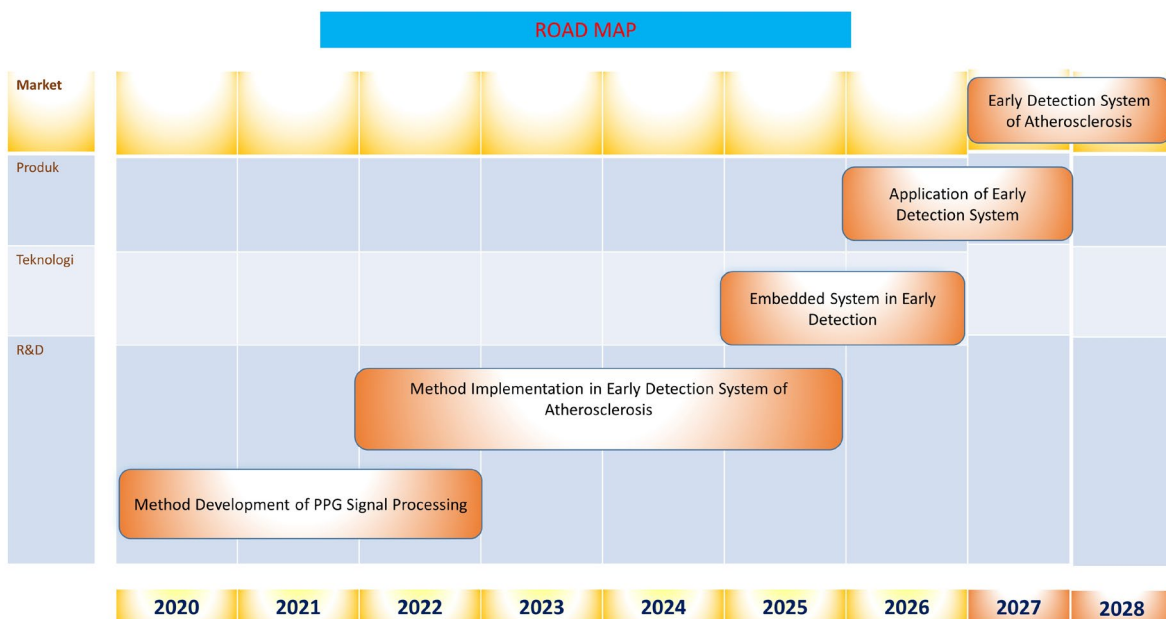 ROAD MAP
Market
Early Detection System
of Atherosclerosis
Produk
Application of Early
Detection System
Teknologi
Embedded System in Early
Detection
R&D
Method Implementation in Early Detection System of
Atherosclerosis
Method Development of PPG Signal Processing
2020 2021 2022 2023 2024 2025 2026 2027 2028